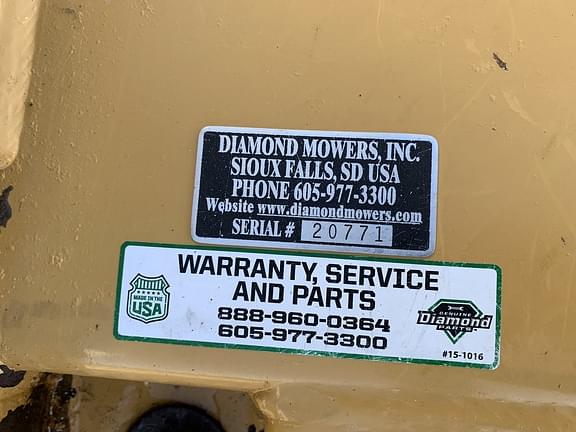 DIAMOND MOWERS, INC.
SIOUX FALLS, SD USA
PHONE 605-977-3300
Website www.diamondmowers.com
SERIAL # 20771
WARRANTY, SERVICE
AND PARTS
888-960-0364
605-977-3300
MADE IN THE
USA
GENUINE
Diamond
PARTS
#15-1016